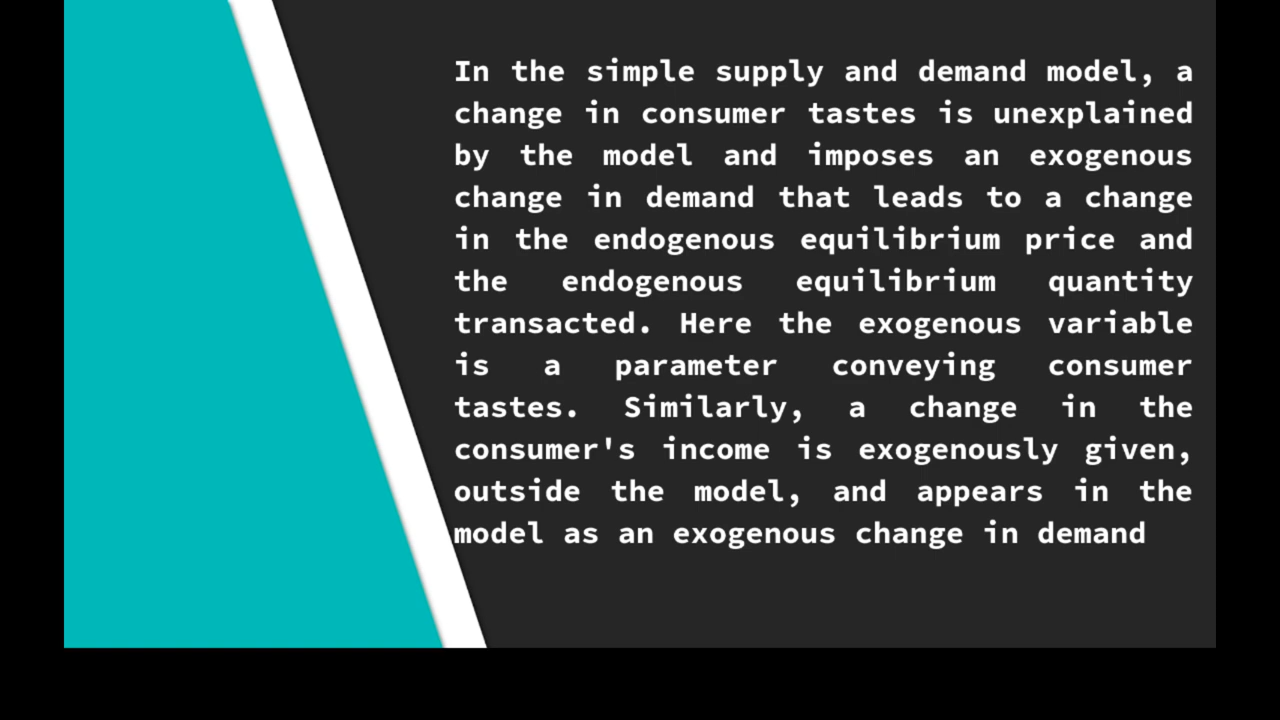 In the simple supply and demand model, a
change in consumer tastes is unexplained
by the model and imposes an exogenous
change in demand that leads to a change
in the endogenous equilibrium price and
the endogenous equilibrium quantity
transacted. Here the exogenous variable
is a parameter conveying consumer
tastes. Similarly, a change in the
consumer's income is exogenously given,
outside the model, and appears in the
model as an exogenous change in demand